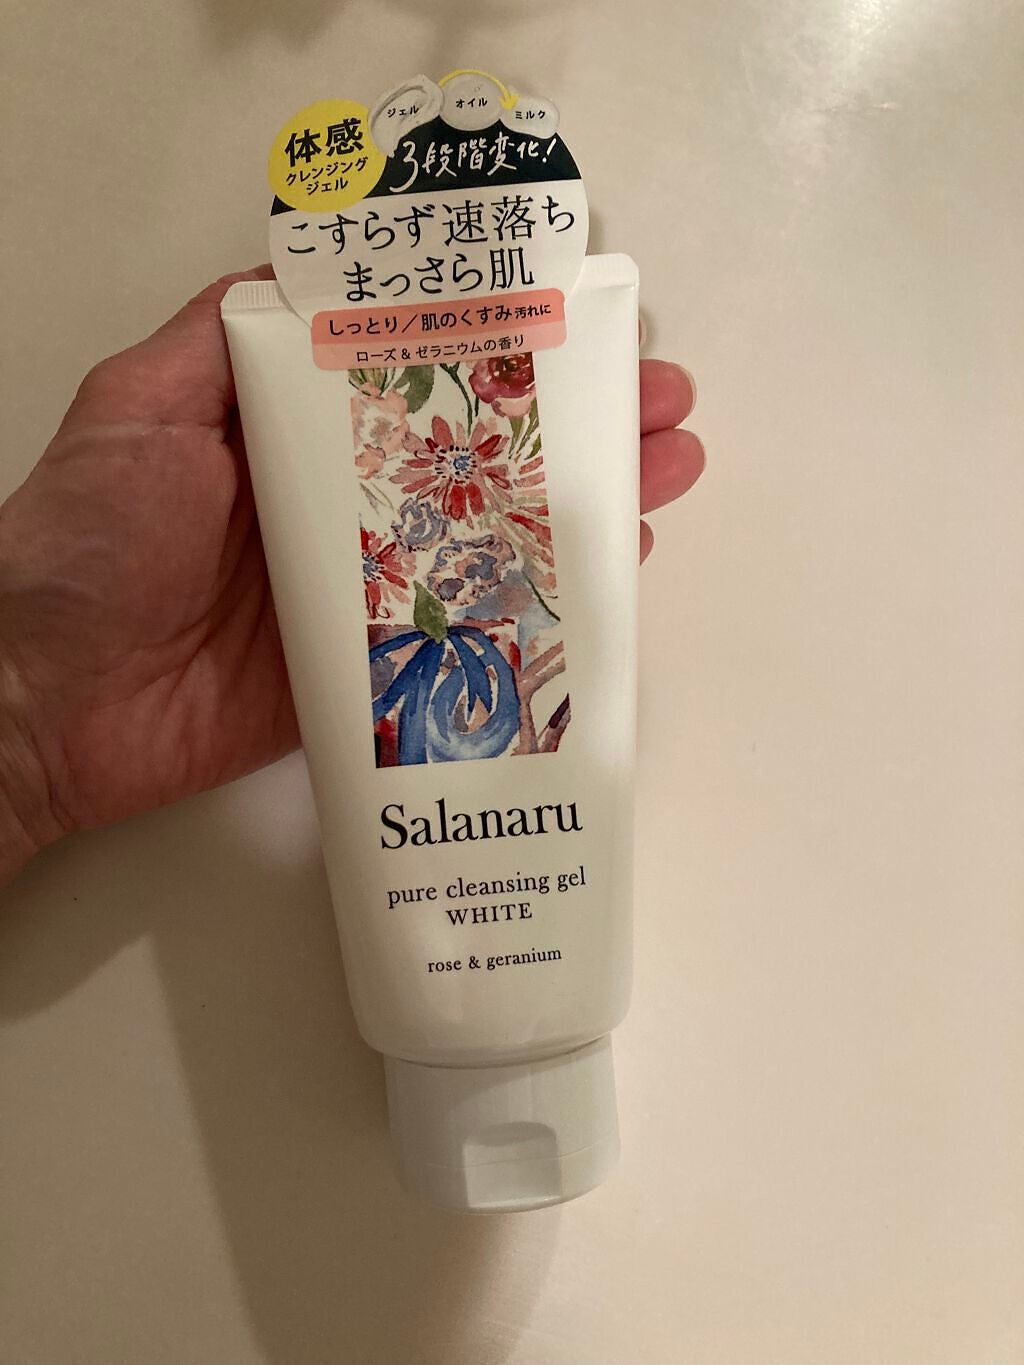 ジェル
オイル
ミルク
体感
クレンジング
ジェル
3段階変化!
こすらず速落ち
まっさら肌
しっとり/肌のくすみ汚れに
ローズ&ゼラニウムの香り
Salanaru
pure cleansing gel
WHITE
rose & geranium